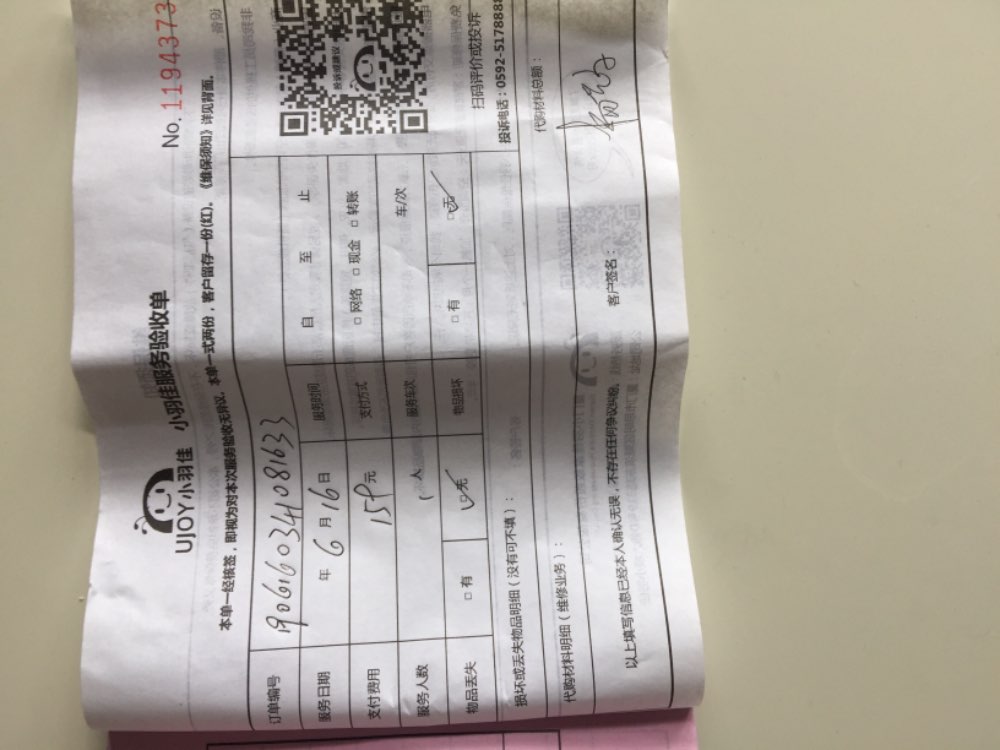 No. 1194373
UJOY小羽佳 小羽佳服务验收单
本单一经核签，即视为对本次服务验收无异议。本单一式两份，客户留存一份(红)。《维保须知》详见背面。
订单编号 1906160341081633
服务日期 年 6 月 16 日 服务时间 自 至 止
支付费用 159 元 支付方式 □ 网络 □ 现金 □ 转账
服务人数 1 人 服务车次 车/次
物品丢失 □ 有 □ 无 物品损坏 □ 有 □ 无
投诉或建议
扫码评价或投诉
投诉电话：0592-517888
损坏或丢失物品明细（没有可不填）：
代购材料明细（维修业务）： 代购材料总额：
以上填写信息已经本人确认无误，不存在任何争议纠纷。 客户签名：